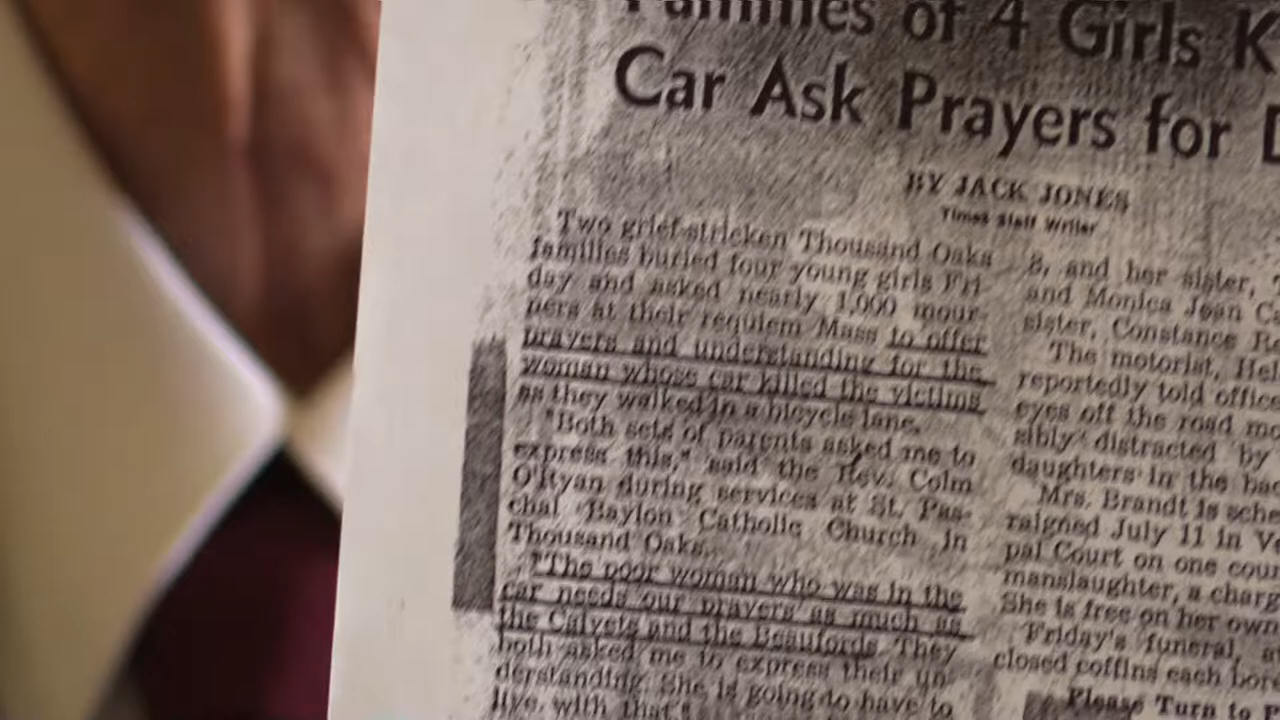 Families of 4 Girls K
Car Ask Prayers for D
BY JACK JONES
Times Staff Writer
Two grief-stricken Thousand Oaks
families buried four young girls Fri
day and asked nearly 1,000 mour-
ners at their requiem Mass to offer
prayers and understanding for the
woman whose car killed the victims
as they walked in a bicycle lane.
"Both sets of parents asked me to
express this," said the Rev. Colm
O'Ryan during services at St. Pas-
chal Baylon Catholic Church in
Thousand Oaks.
"The poor woman who was in the
car needs our prayers as much as
the Calvets and the Beaufords. They
both asked me to express their un-
derstanding. She is going to have to
live with that
8, and her sister,
and Monica Jean C
sister, Constance Re
The motorist, Hel
reportedly told office
eyes off the road mo
sibly distracted by
daughters in the bac
Mrs. Brandt is sche
raigned July 11 in Ve
pal Court on one coun
manslaughter, a charg
She is free on her own
Friday's funeral, at
closed coffins each bore
Please Turn to P